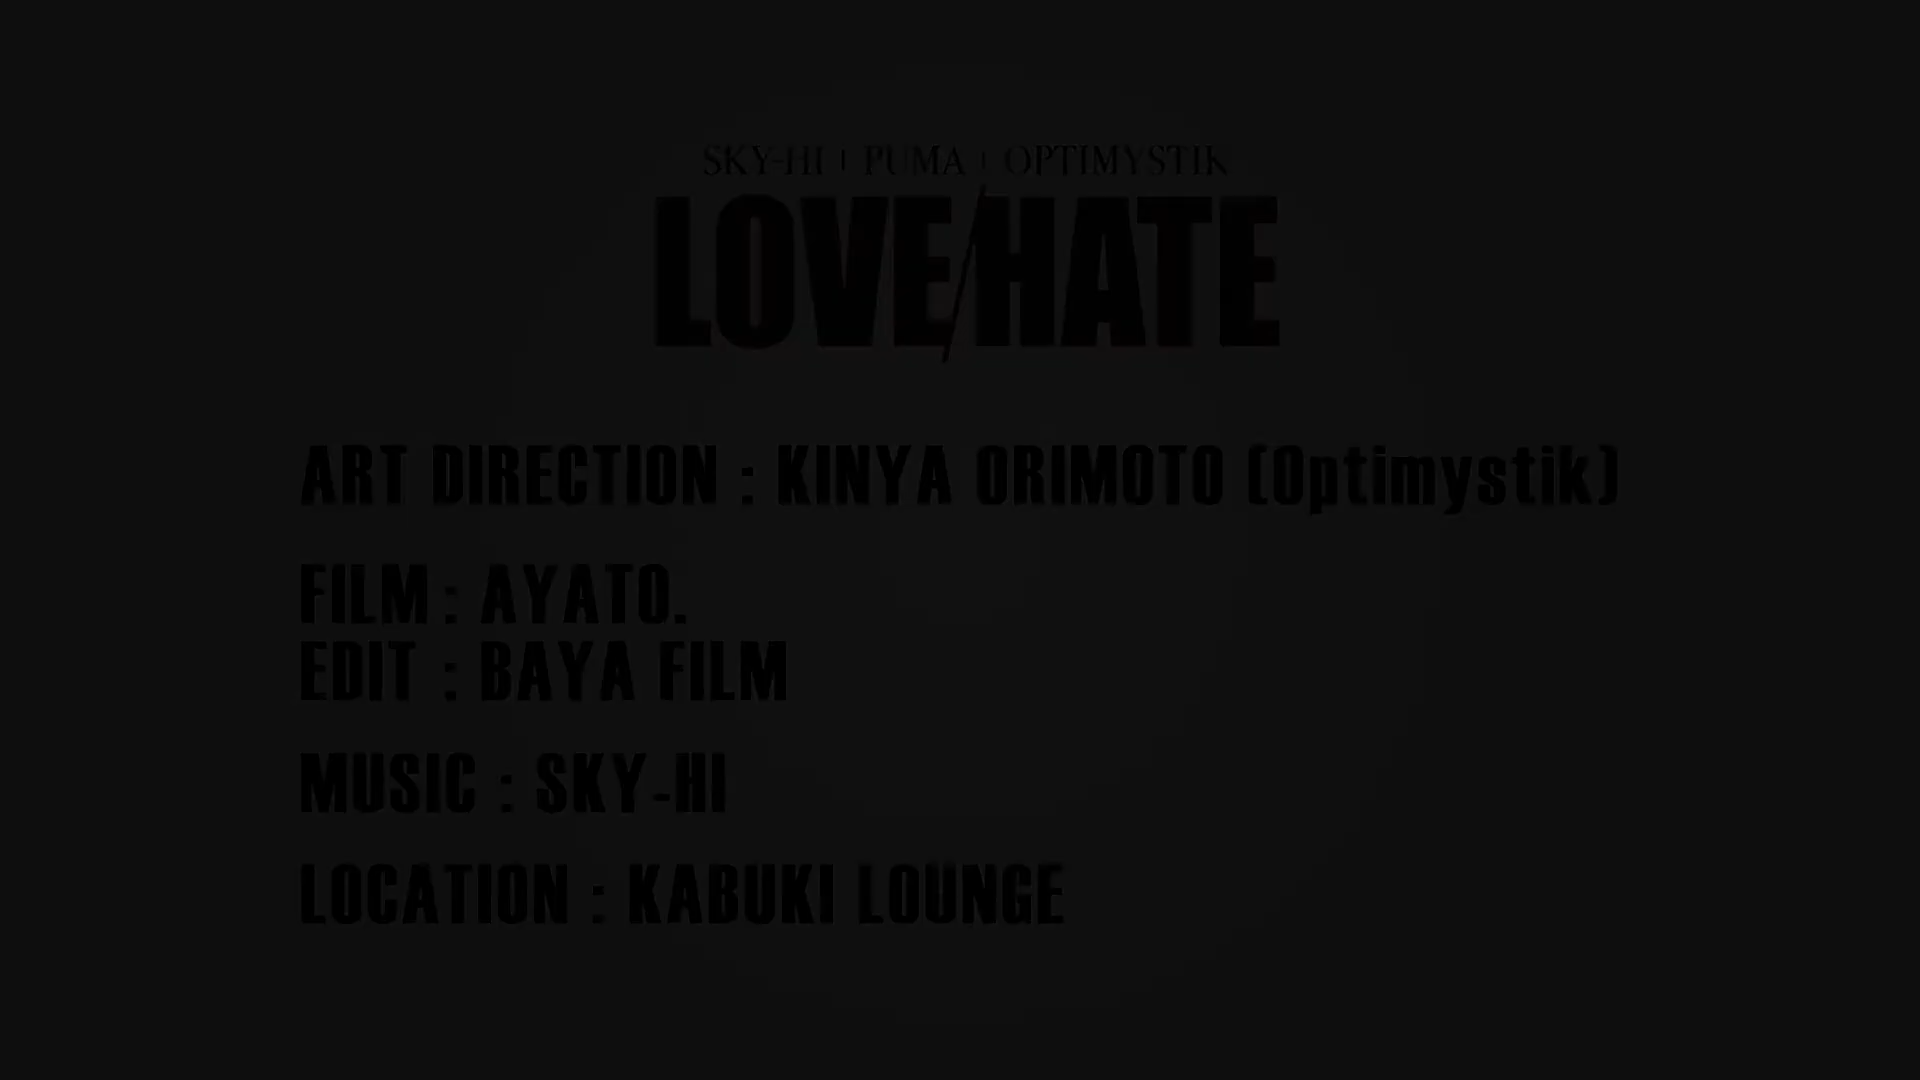 SKY-HI | PUMA | OPTIMYSTIK
LOVE/HATE
ART DIRECTION : KINYA ORIMOTO (Optimystik)
FILM : AYATO.
EDIT : BAYA FILM
MUSIC : SKY-HI
LOCATION : KABUKI LOUNGE